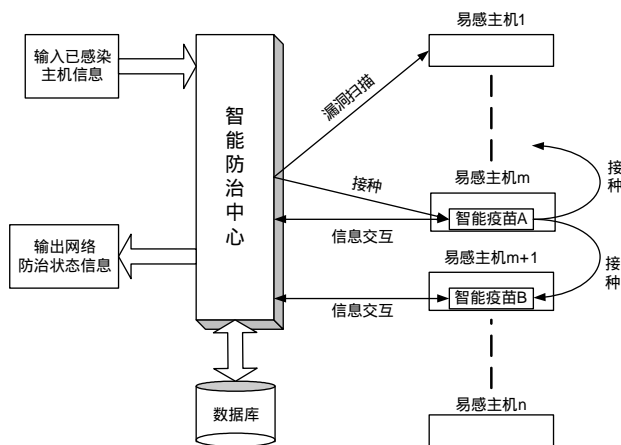 易感主机1
输入已感染
主机信息
智能防治中心
漏洞扫描
接种
接种
易感主机m
智能疫苗A
信息交互
输出网络
防治状态信息
易感主机m+1
智能疫苗B
接种
信息交互
数据库
易感主机n